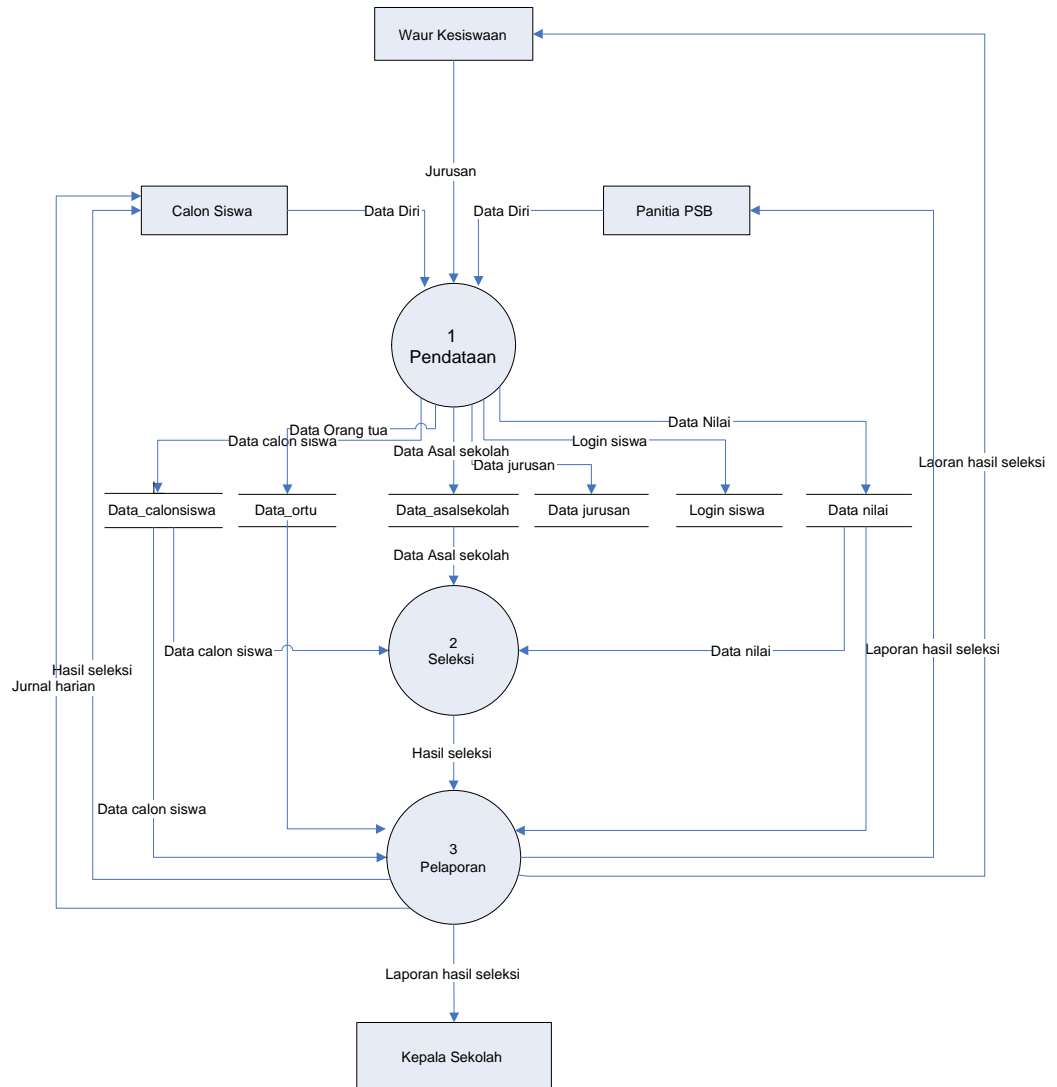 Waur Kesiswaan
Jurusan
Calon Siswa
Data Diri
Data Diri
Panitia PSB
1
Pendataan
Data Orang tua
Data calon siswa
Data Asal sekolah
Data jurusan
Login siswa
Data Nilai
Laoran hasil seleksi
Data_calonsiswa
Data_ortu
Data_asalsekolah
Data jurusan
Login siswa
Data nilai
Data Asal sekolah
2
Seleksi
Data calon siswa
Data nilai
Laporan hasil seleksi
Hasil seleksi
Jurnal harian
Hasil seleksi
Data calon siswa
3
Pelaporan
Laporan hasil seleksi
Kepala Sekolah